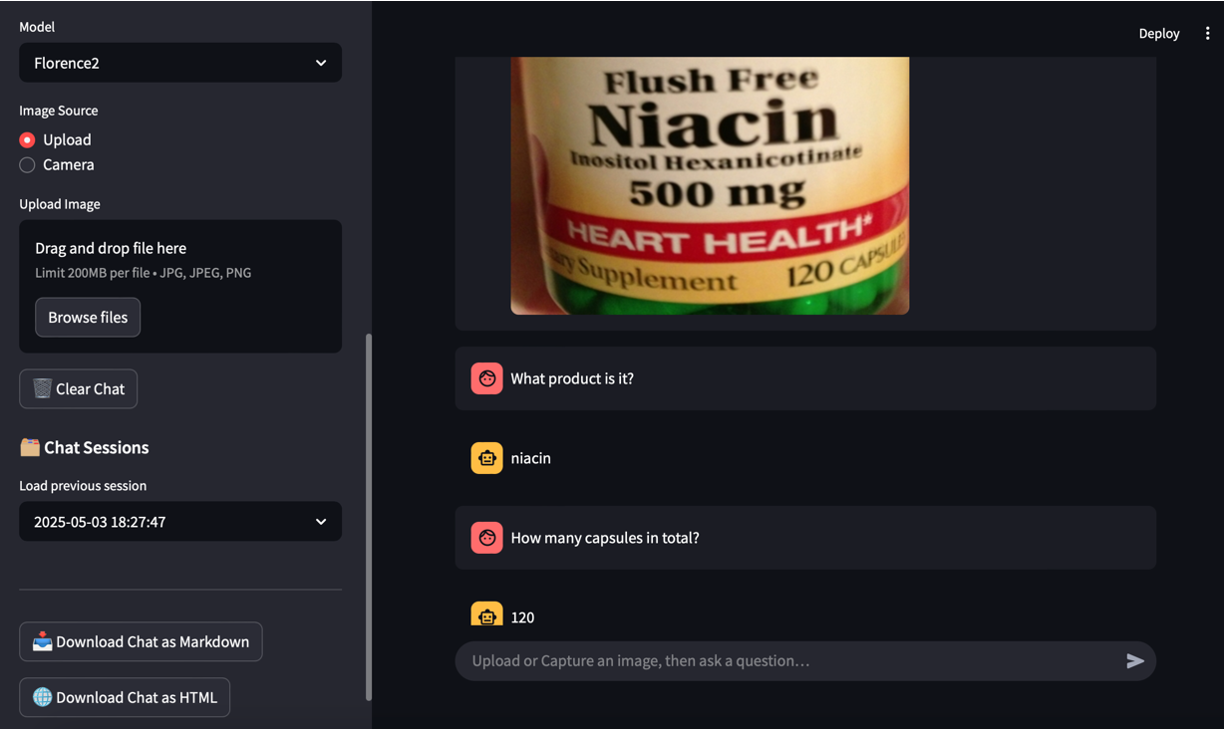 Model
Florence2
Image Source
Upload
Camera
Upload Image
Drag and drop file here
Limit 200MB per file • JPG, JPEG, PNG
Browse files
Clear Chat
Chat Sessions
Load previous session
2025-05-03 18:27:47
Download Chat as Markdown
Download Chat as HTML
Deploy
Flush Free
Niacin
Inositol Hexanicotinate
500 mg
HEART HEALTH*
tary Supplement 120 CAPSULES
What product is it?
niacin
How many capsules in total?
120
Upload or Capture an image, then ask a question…